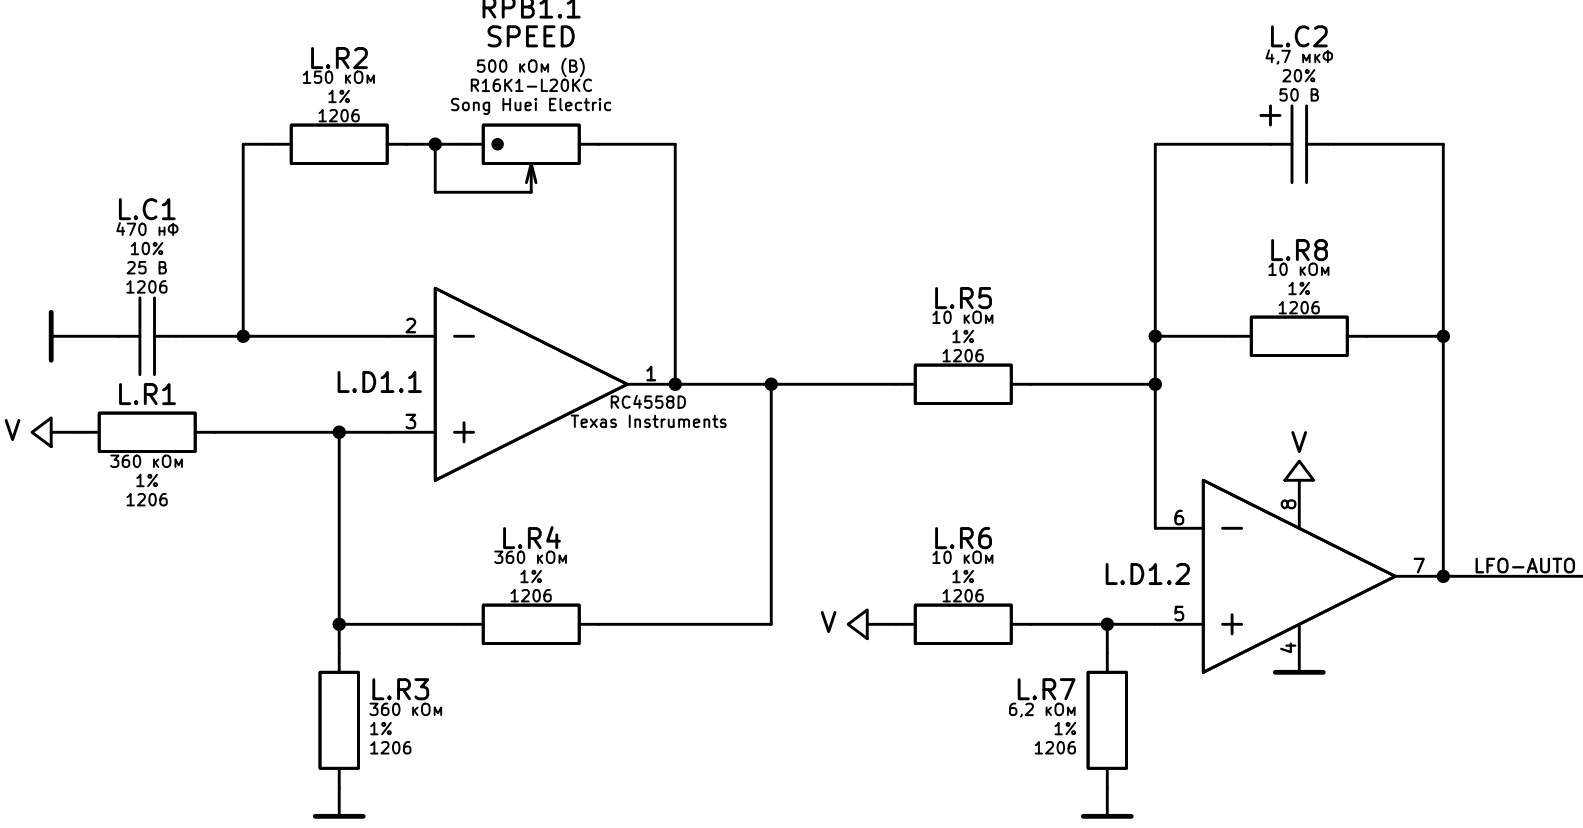 RPB1.1
SPEED
500 кОм (B)
R16K1-L20KC
Song Huei Electric
L.R2
150 кОм
1%
1206
L.C2
4,7 мкФ
20%
50 В
+
L.C1
470 нФ
10%
25 В
1206
L.R8
10 кОм
1%
1206
L.R5
10 кОм
1%
1206
2
−
L.D1.1
1
RC4558D
Texas Instruments
3
+
L.R1
V
360 кОм
1%
1206
L.R4
360 кОм
1%
1206
L.R3
360 кОм
1%
1206
L.R6
10 кОм
1%
1206
V
L.R7
6,2 кОм
1%
1206
V
8
6
−
L.D1.2
7
LFO-AUTO
5
+
4